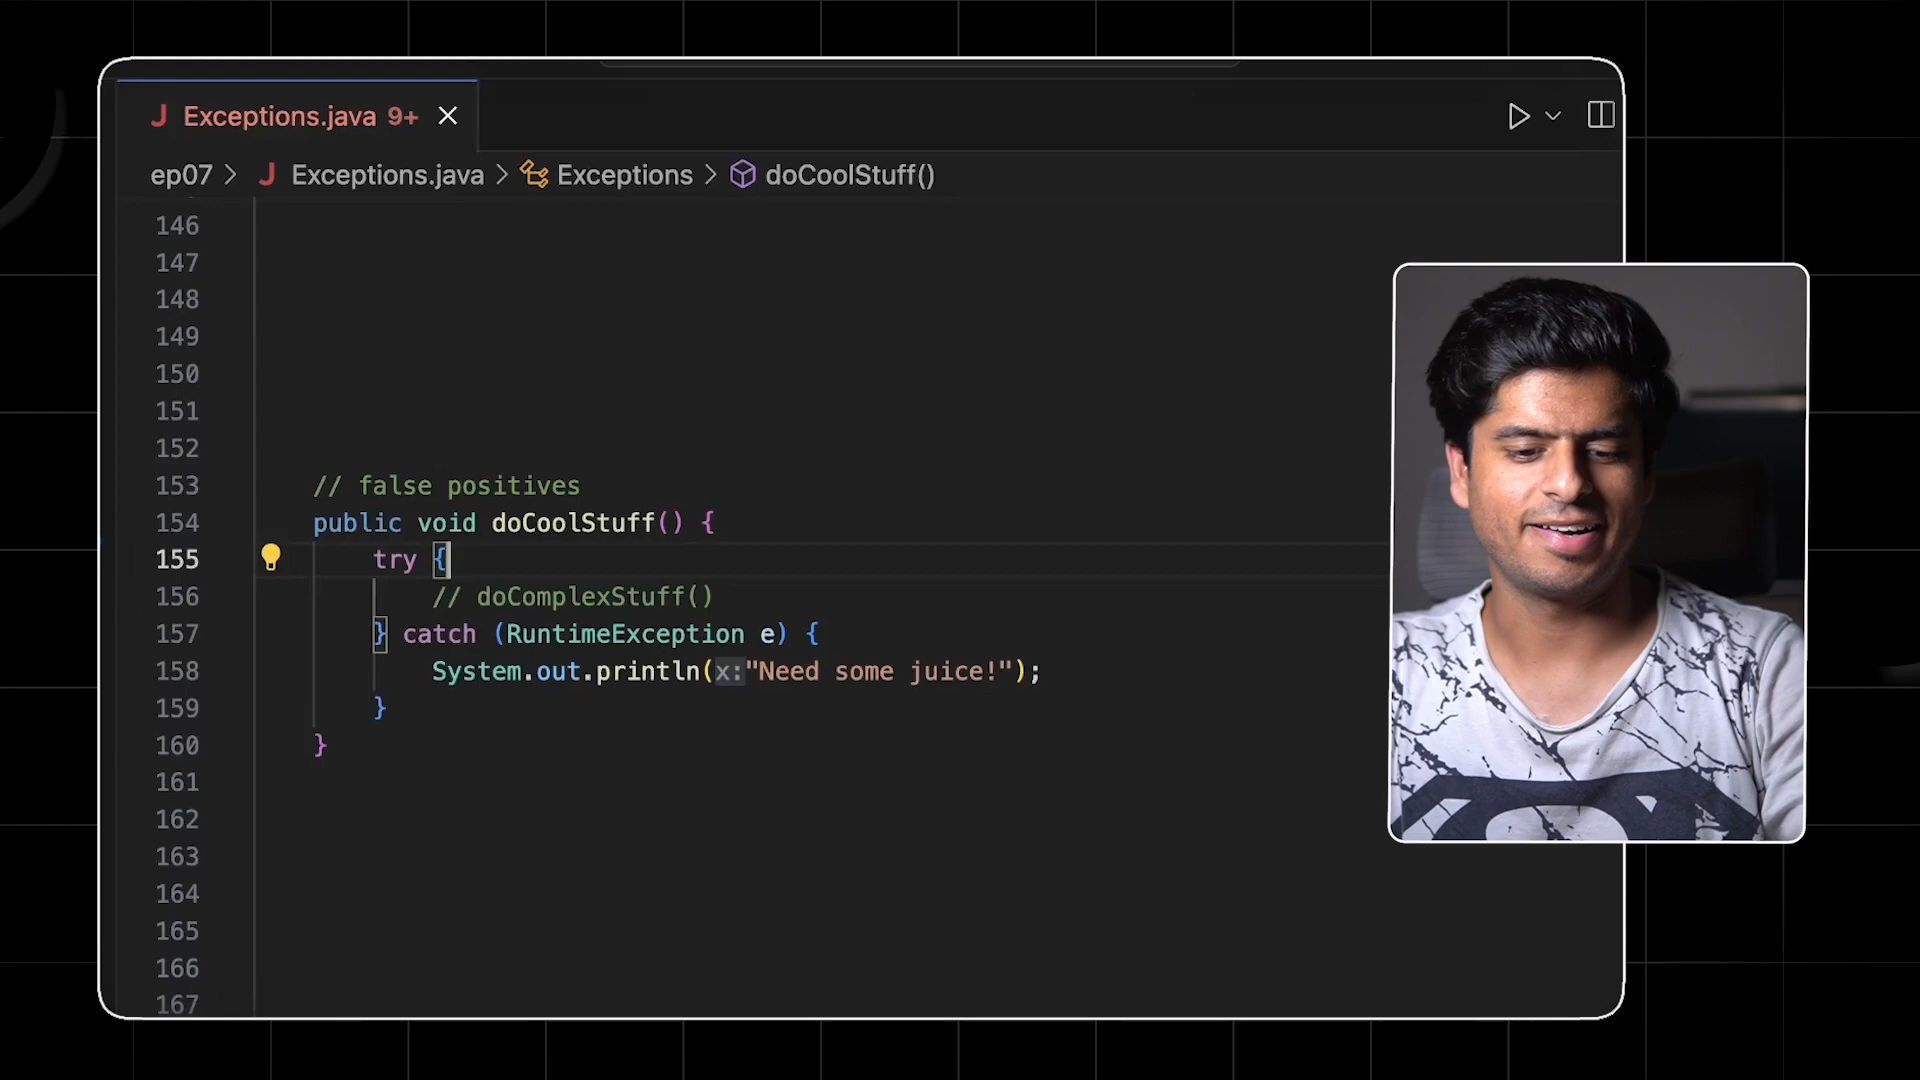 J Exceptions.java 9+
ep07 > J Exceptions.java > Exceptions > doCoolStuff()
146
147
148
149
150
151
152
153 // false positives
154 public void doCoolStuff() {
155 try {
156 // doComplexStuff()
157 } catch (RuntimeException e) {
158 System.out.println(x:"Need some juice!");
159 }
160 }
161
162
163
164
165
166
167